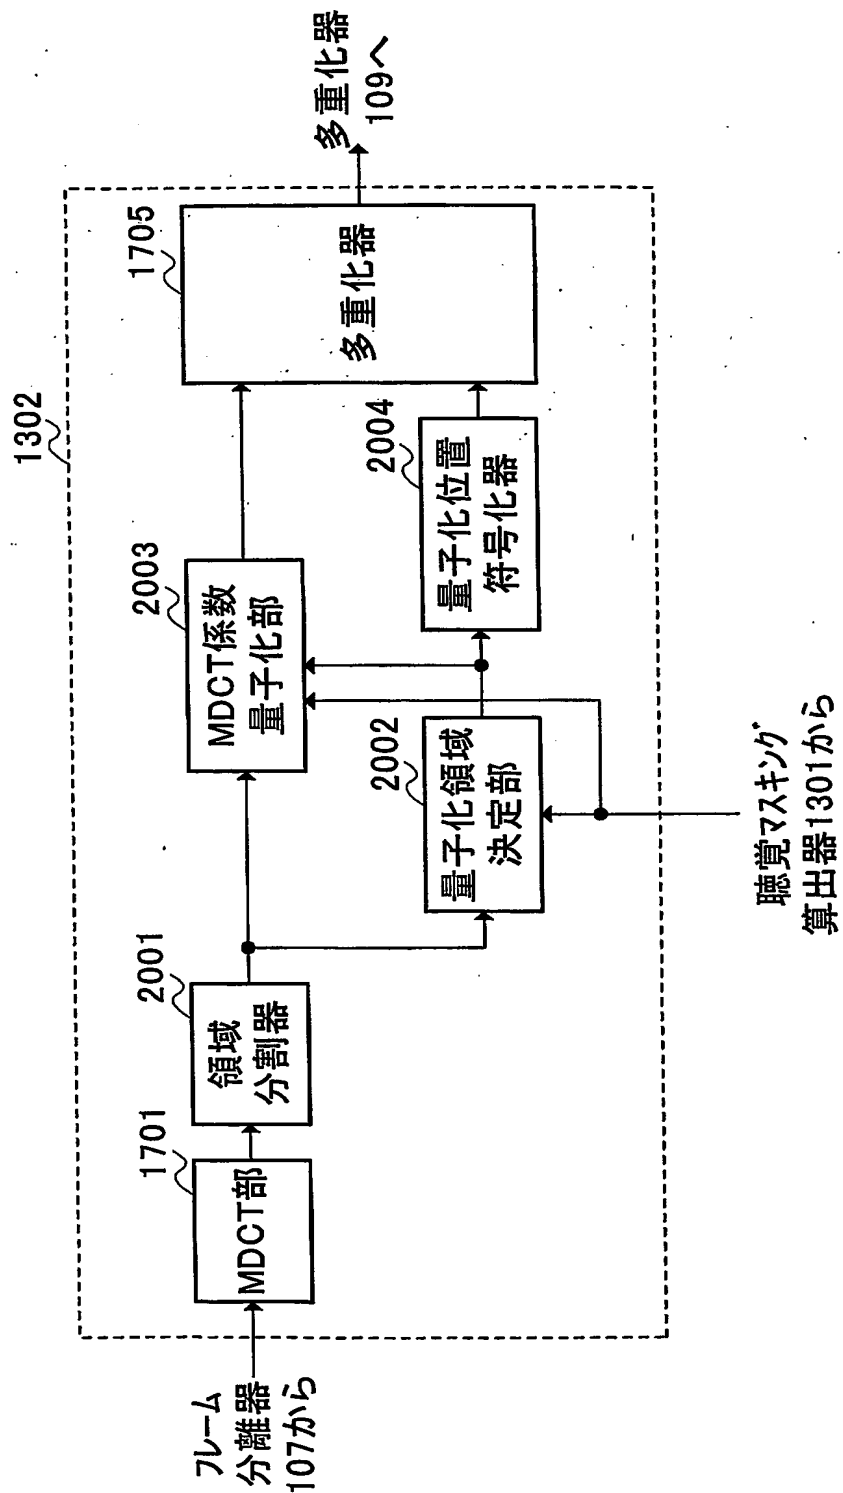 1302
フレーム
分離器
107から
1701
MDCT部
2001
領域
分割器
2003
MDCT係数
量子化部
2002
量子化領域
決定部
2004
量子化位置
符号化器
1705
多重化器
多重化器
109へ
聴覚マスキング
算出器1301から